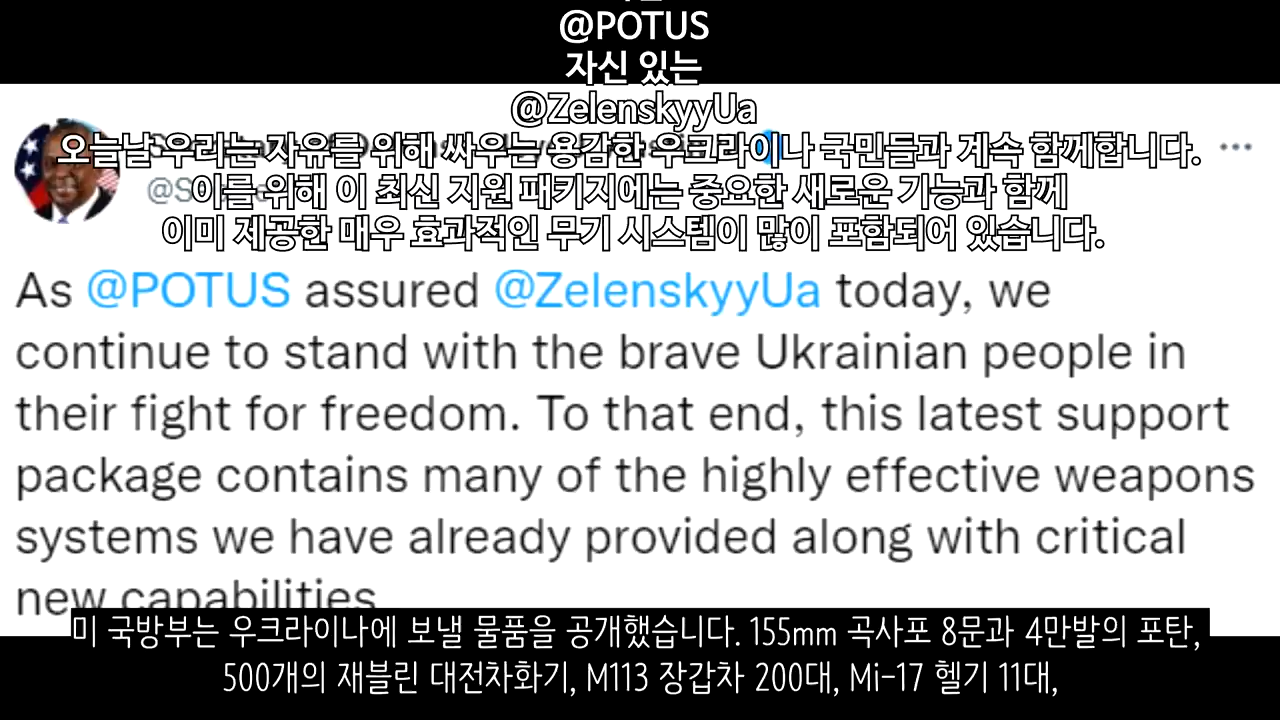 @POTUS
자신 있는
@ZelenskyyUa
오늘날 우리는 자유를 위해 싸우는 용감한 우크라이나 국민들과 계속 함께합니다.
이를 위해 이 최신 지원 패키지에는 중요한 새로운 기능과 함께
이미 제공한 매우 효과적인 무기 시스템이 많이 포함되어 있습니다.
As @POTUS assured @ZelenskyyUa today, we
continue to stand with the brave Ukrainian people in
their fight for freedom. To that end, this latest support
package contains many of the highly effective weapons
systems we have already provided along with critical
new capabilities
미 국방부는 우크라이나에 보낼 물품을 공개했습니다. 155mm 곡사포 8문과 4만발의 포탄,
500개의 재블린 대전차화기, M113 장갑차 200대, Mi-17 헬기 11대,